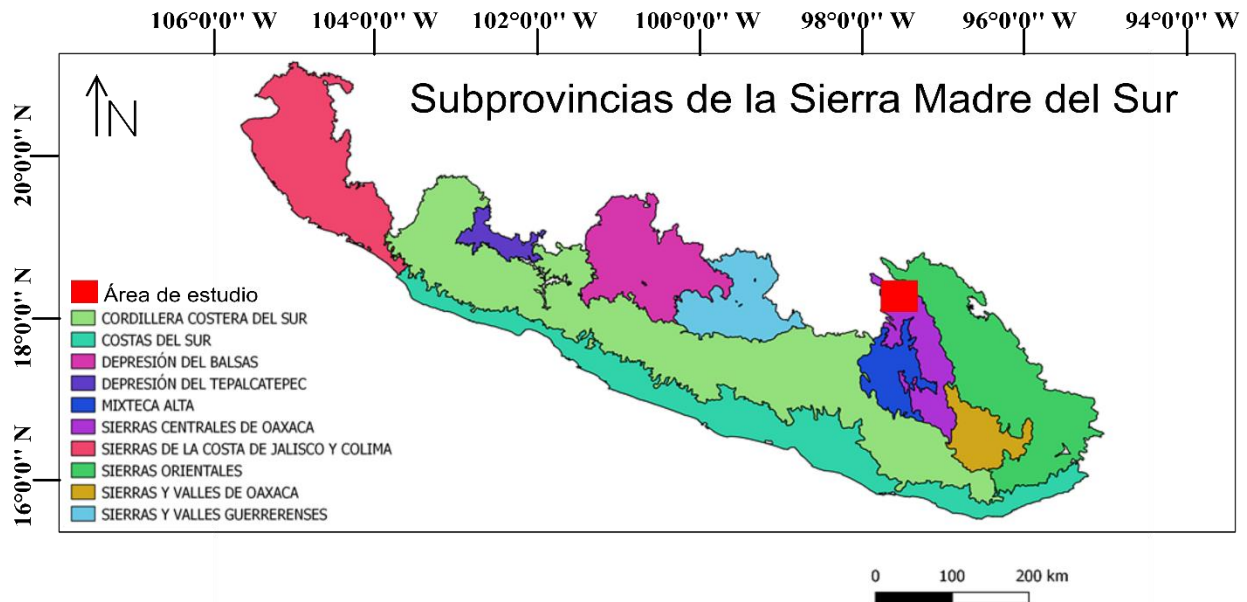 106°0'0'' W 104°0'0'' W 102°0'0'' W 100°0'0'' W 98°0'0'' W 96°0'0'' W 94°0'0'' W
N
Subprovincias de la Sierra Madre del Sur
20°0'0'' N
18°0'0'' N
16°0'0'' N
Área de estudio
CORDILLERA COSTERA DEL SUR
COSTAS DEL SUR
DEPRESIÓN DEL BALSAS
DEPRESIÓN DEL TEPALCATEPEC
MIXTECA ALTA
SIERRAS CENTRALES DE OAXACA
SIERRAS DE LA COSTA DE JALISCO Y COLIMA
SIERRAS ORIENTALES
SIERRAS Y VALLES DE OAXACA
SIERRAS Y VALLES GUERRERENSES
0 100 200 km